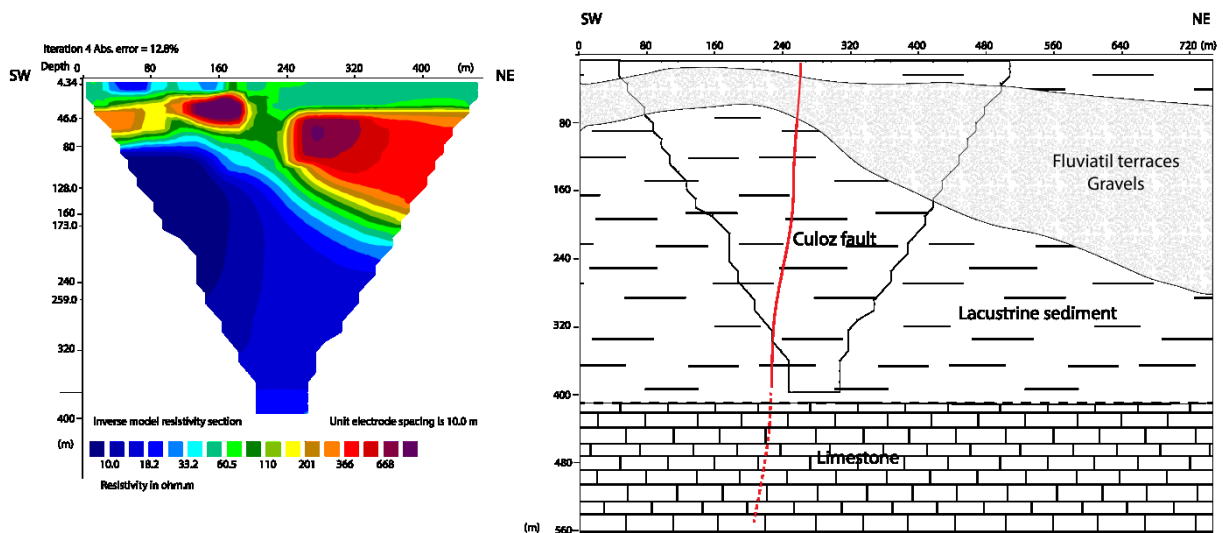 Iteration 4 Abs. error = 12.8%
SW Depth 0 80 160 240 320 400 (m) NE
4.34
46.6
80
128.0
160
173.0
240
259.0
320
400
(m)
Inverse model resistivity section Unit electrode spacing is 10.0 m
10.0 18.2 33.2 60.5 110 201 366 668
Resistivity in ohm.m
SW NE
0 80 160 240 320 400 480 560 640 720 (m)
80
160
240
320
400
480
(m) 560
Fluviatil terraces
Gravels
Culoz fault
Lacustrine sediment
Limestone